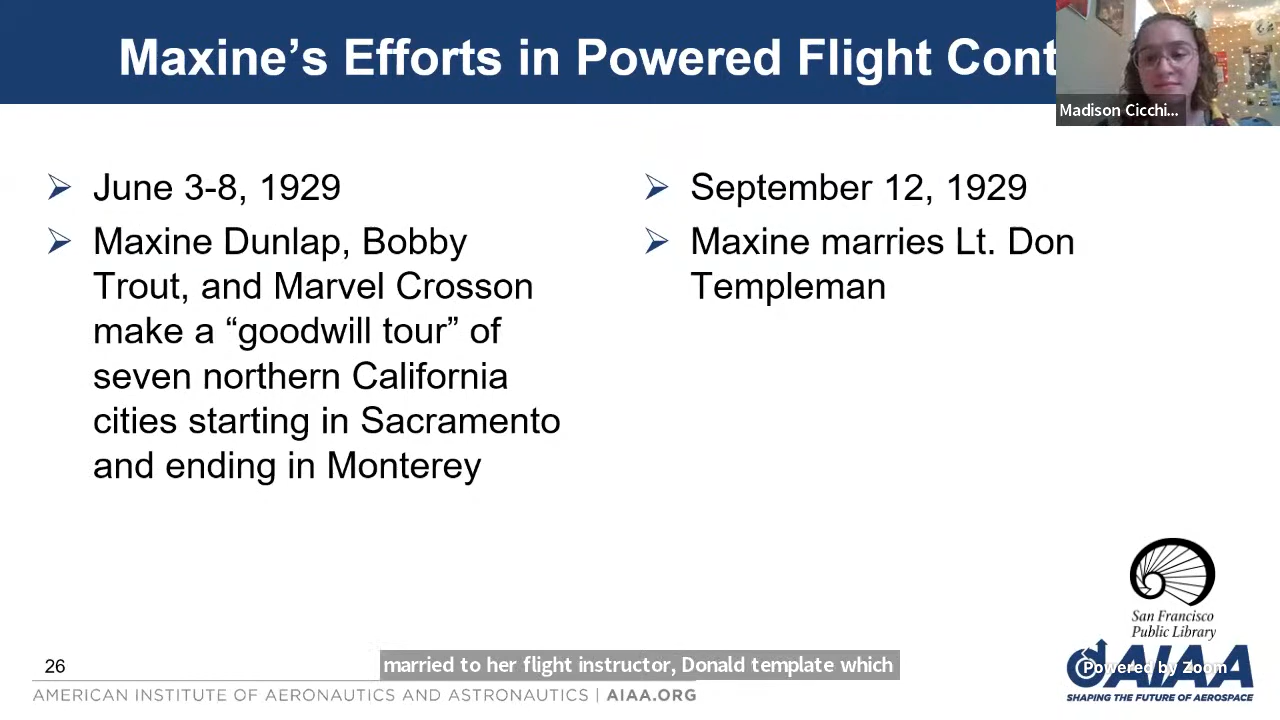 Maxine’s Efforts in Powered Flight Cont
Madison Cicchi...
June 3-8, 1929
Maxine Dunlap, Bobby
Trout, and Marvel Crosson
make a “goodwill tour” of
seven northern California
cities starting in Sacramento
and ending in Monterey
September 12, 1929
Maxine marries Lt. Don
Templeman
San Francisco
Public Library
married to her flight instructor, Donald template which
26
AIAA
Powered by Zoom
SHAPING THE FUTURE OF AEROSPACE
AMERICAN INSTITUTE OF AERONAUTICS AND ASTRONAUTICS | AIAA.ORG